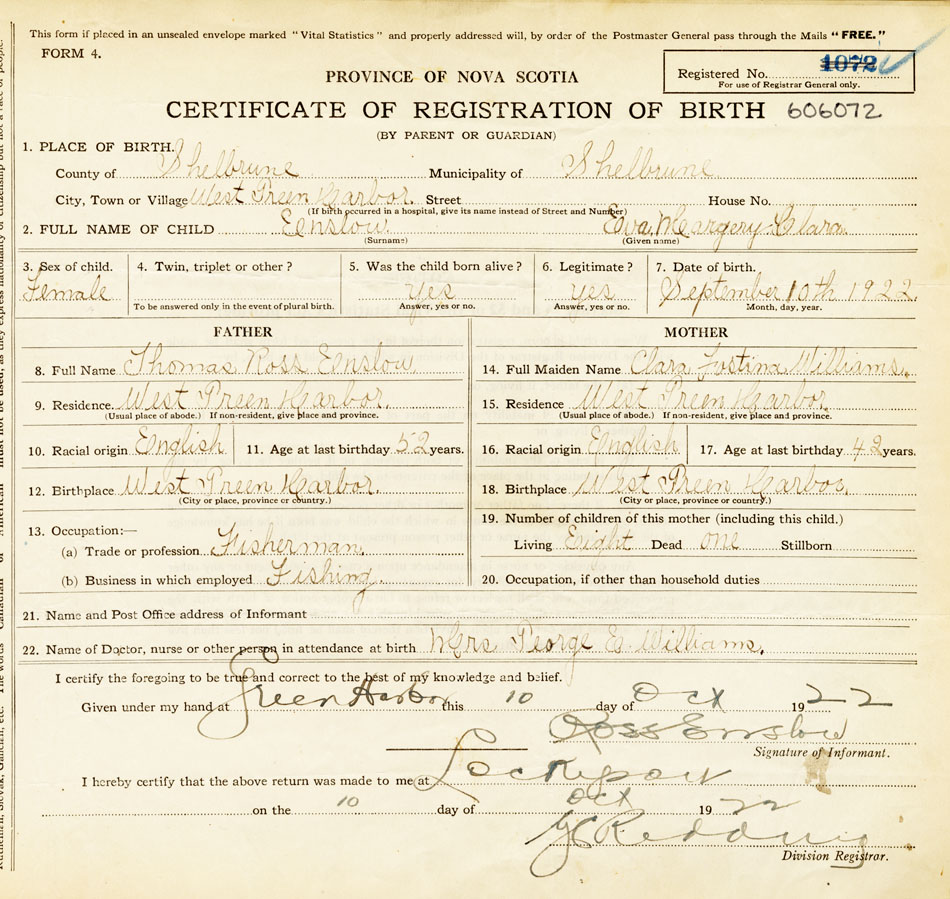 This form if placed in an unsealed envelope marked "Vital Statistics" and properly addressed will, by order of the Postmaster General pass through the Mails "FREE."
FORM 4.
Registered No. 1072
For use of Registrar General only.
PROVINCE OF NOVA SCOTIA
CERTIFICATE OF REGISTRATION OF BIRTH 606072
(BY PARENT OR GUARDIAN)
1. PLACE OF BIRTH.
County of Shelbrune Municipality of Shelbrune
City, Town or Village West Green Harbor. Street House No.
(If birth occurred in a hospital, give its name instead of Street and Number)
2. FULL NAME OF CHILD Eenslow. Eva. Meargery. Clara.
(Surname) (Given name)
3. Sex of child. 4. Twin, triplet or other? 5. Was the child born alive? 6. Legitimate? 7. Date of birth.
Female yes yes September 10th 1922.
To be answered only in the event of plural birth. Answer, yes or no. Answer, yes or no. Month, day, year.
FATHER
8. Full Name Thomas Ross Eenslow
9. Residence. West Green Harbor.
(Usual place of abode.) If non-resident, give place and province.
10. Racial origin English 11. Age at last birthday 52 years.
12. Birthplace West Green Harbor.
(City or place, province or country.)
13. Occupation:—
(a) Trade or profession Fisherman.
(b) Business in which employed Fishing.
MOTHER
14. Full Maiden Name Clara Justina Williams.
15. Residence West Green Harbor
(Usual place of abode.) If non-resident, give place and province.
16. Racial origin English 17. Age at last birthday 42 years.
18. Birthplace West Green Harbor.
(City or place, province or country.)
19. Number of children of this mother (including this child.)
Living Eeight Dead one Stillborn
20. Occupation, if other than household duties
21. Name and Post Office address of Informant
22. Name of Doctor, nurse or other person in attendance at birth Mers. George E. Williams.
I certify the foregoing to be true and correct to the best of my knowledge and belief.
Given under my hand at Green Harbor this 10 day of Oct 1922
Ross Enslow
Signature of Informant.
I hereby certify that the above return was made to me at Lockeport
on the 10 day of Oct 1922
Redding
Division Registrar.